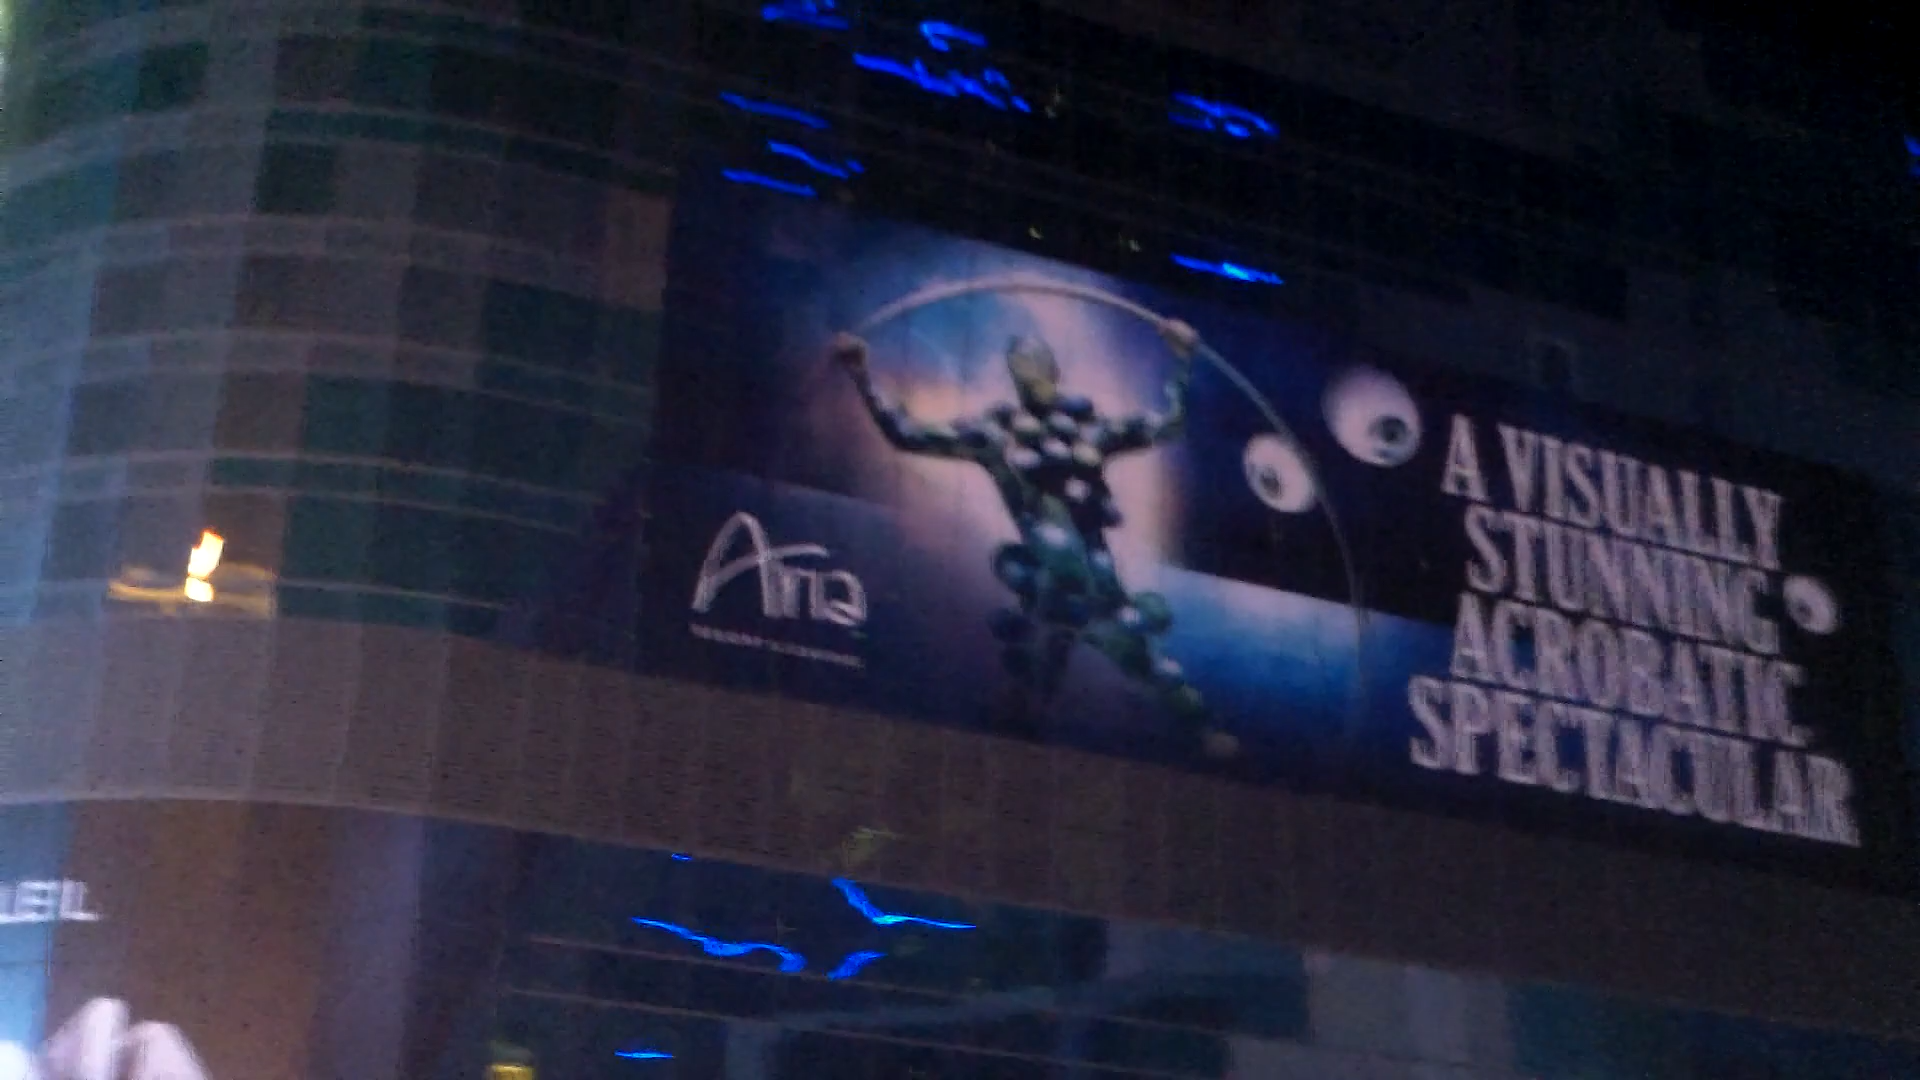 A VISUALLY
STUNNING
ACROBATIC
SPECTACULAR
Aria